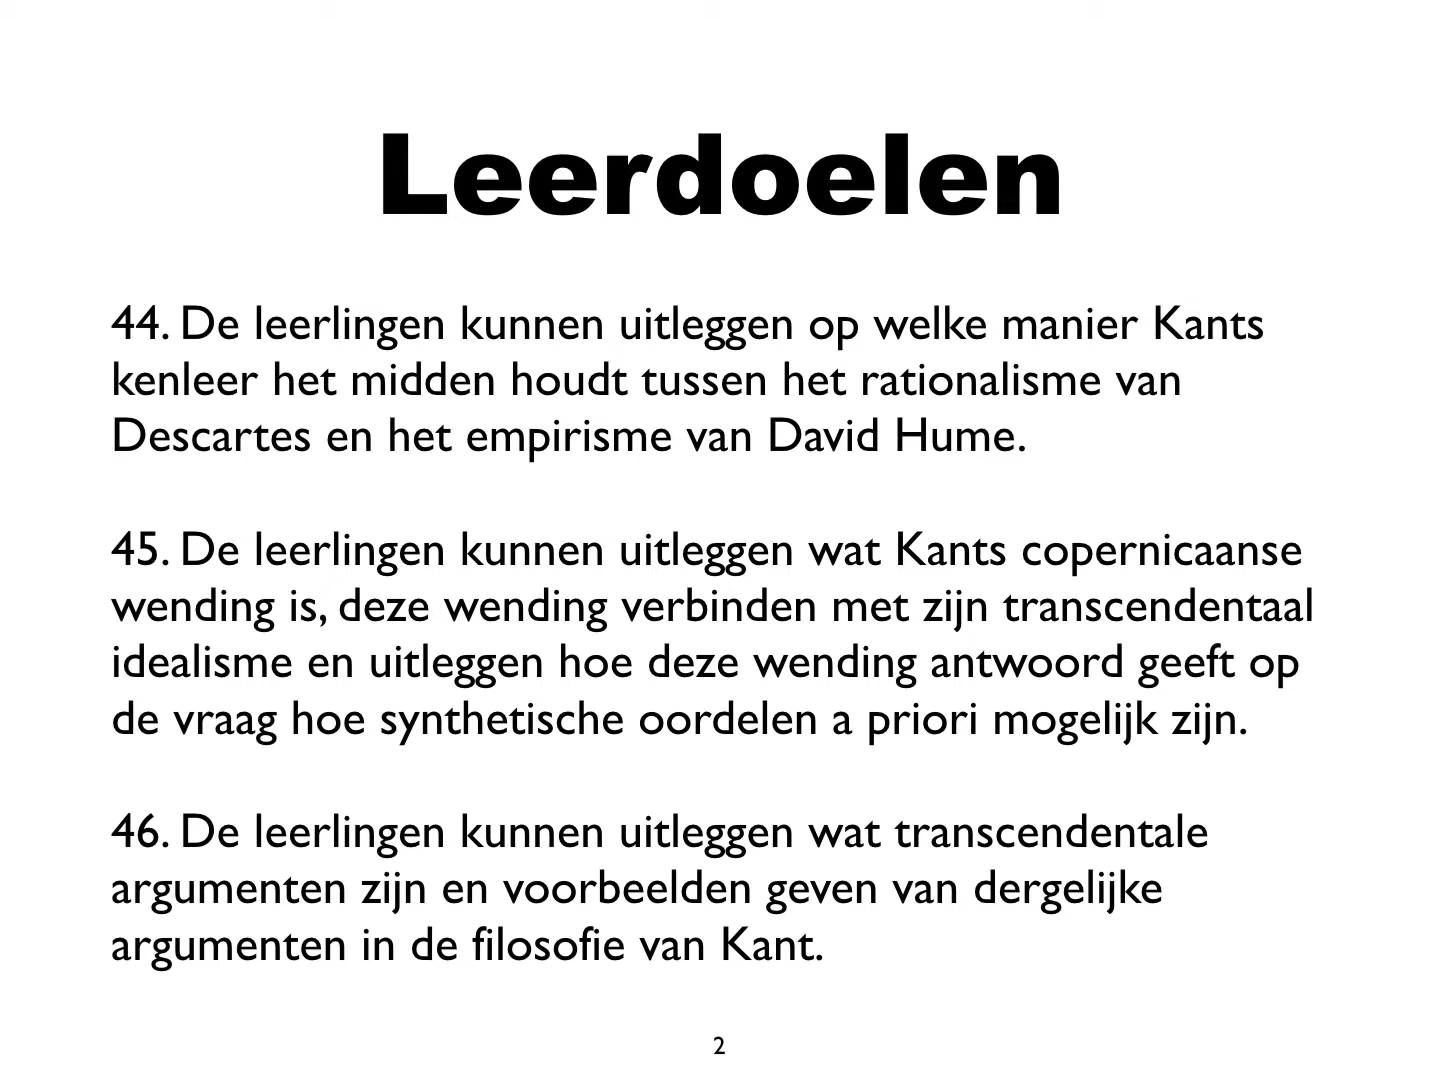 Leerdoelen
44. De leerlingen kunnen uitleggen op welke manier Kants
kenleer het midden houdt tussen het rationalisme van
Descartes en het empirisme van David Hume.
45. De leerlingen kunnen uitleggen wat Kants copernicaanse
wending is, deze wending verbinden met zijn transcendentaal
idealisme en uitleggen hoe deze wending antwoord geeft op
de vraag hoe synthetische oordelen a priori mogelijk zijn.
46. De leerlingen kunnen uitleggen wat transcendentale
argumenten zijn en voorbeelden geven van dergelijke
argumenten in de filosofie van Kant.
2